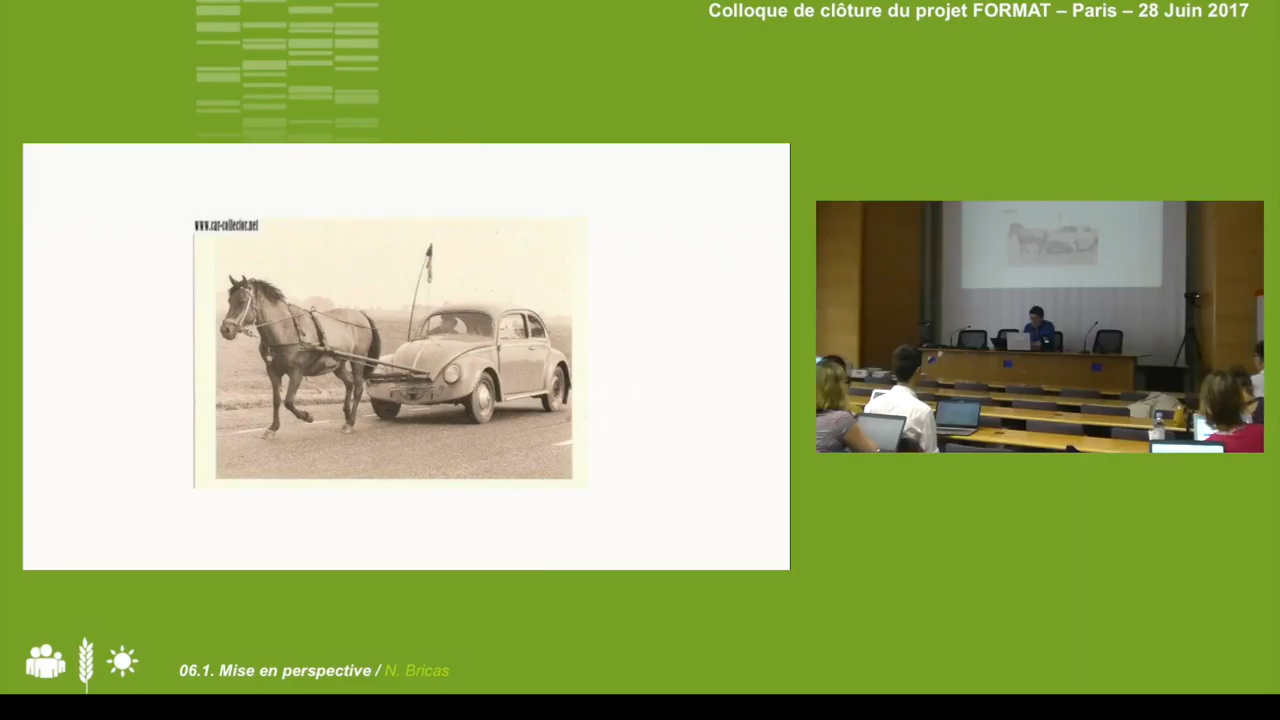 Colloque de clôture du projet FORMAT – Paris – 28 Juin 2017
www.car-collector.net
06.1. Mise en perspective / N. Bricas